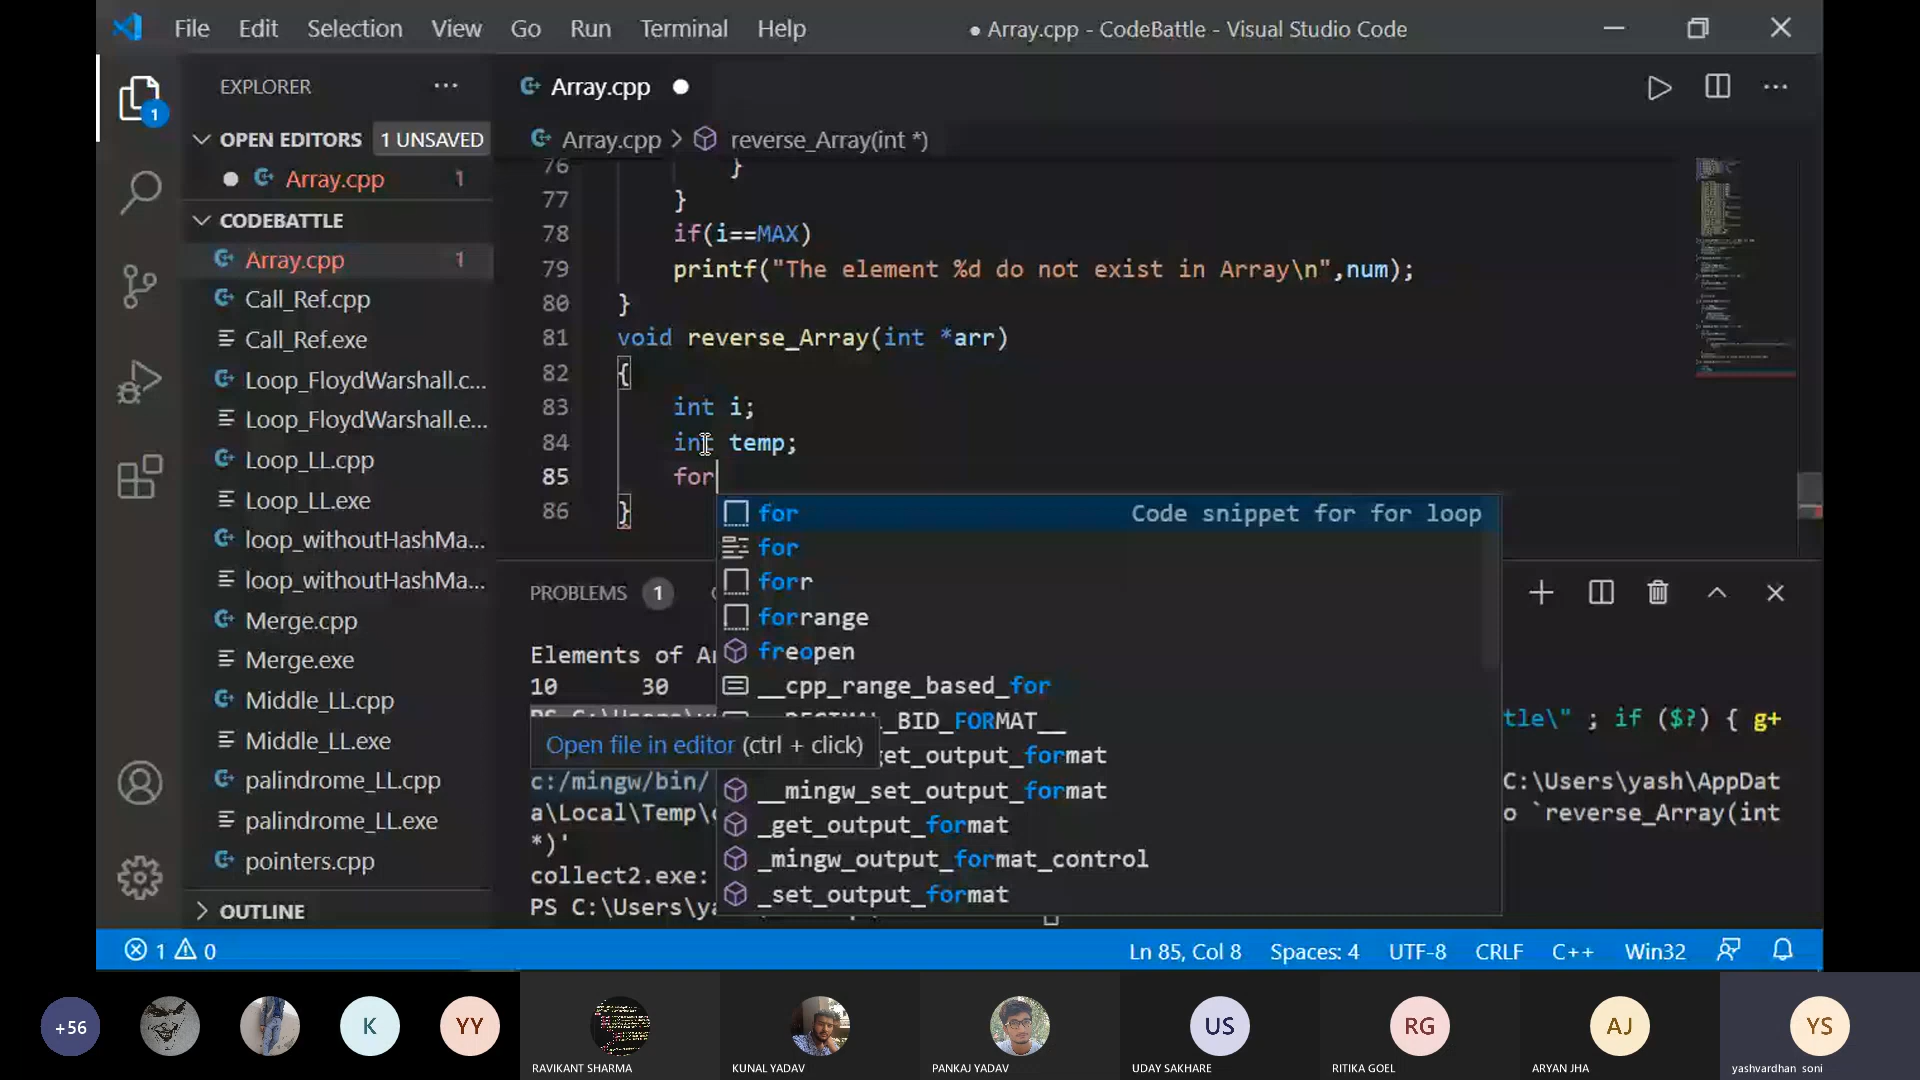 File Edit Selection View Go Run Terminal Help
● Array.cpp - CodeBattle - Visual Studio Code
EXPLORER
OPEN EDITORS 1 UNSAVED
Array.cpp 1
CODEBATTLE
Array.cpp 1
Call_Ref.cpp
Call_Ref.exe
Loop_FloydWarshall.c...
Loop_FloydWarshall.e...
Loop_LL.cpp
Loop_LL.exe
loop_withoutHashMa...
loop_withoutHashMa...
Merge.cpp
Merge.exe
Middle_LL.cpp
Middle_LL.exe
palindrome_LL.cpp
palindrome_LL.exe
pointers.cpp
OUTLINE
1
Array.cpp
Array.cpp > reverse_Array(int *)
76 }
77 }
78 if(i==MAX)
79 printf("The element %d do not exist in Array\n",num);
80 }
81 void reverse_Array(int *arr)
82 {
83 int i;
84 int temp;
85 for
86 }
for Code snippet for for loop
for
forr
forrange
freopen
__cpp_range_based_for
_BID_FORMAT__
get_output_format
__mingw_set_output_format
_get_output_format
_mingw_output_format_control
_set_output_format
PROBLEMS 1
Elements of A
10 30
tle\" ; if ($?) { g+
Open file in editor (ctrl + click)
c:/mingw/bin/ C:\Users\yash\AppDat
a\Local\Temp\ o `reverse_Array(int
*)'
collect2.exe:
PS C:\Users\y
1 0
Ln 85, Col 8 Spaces: 4 UTF-8 CRLF C++ Win32
+56
K
YY
RAVIKANT SHARMA
KUNAL YADAV
PANKAJ YADAV
US
UDAY SAKHARE
RG
RITIKA GOEL
AJ
ARYAN JHA
YS
yashvardhan soni